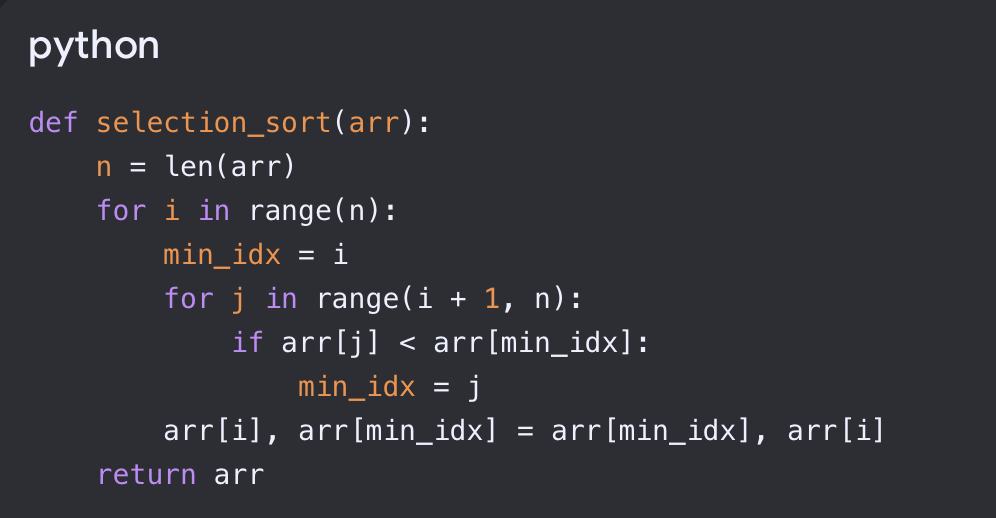 python
def selection_sort(arr):
    n = len(arr)
    for i in range(n):
        min_idx = i
        for j in range(i + 1, n):
            if arr[j] < arr[min_idx]:
                min_idx = j
        arr[i], arr[min_idx] = arr[min_idx], arr[i]
    return arr